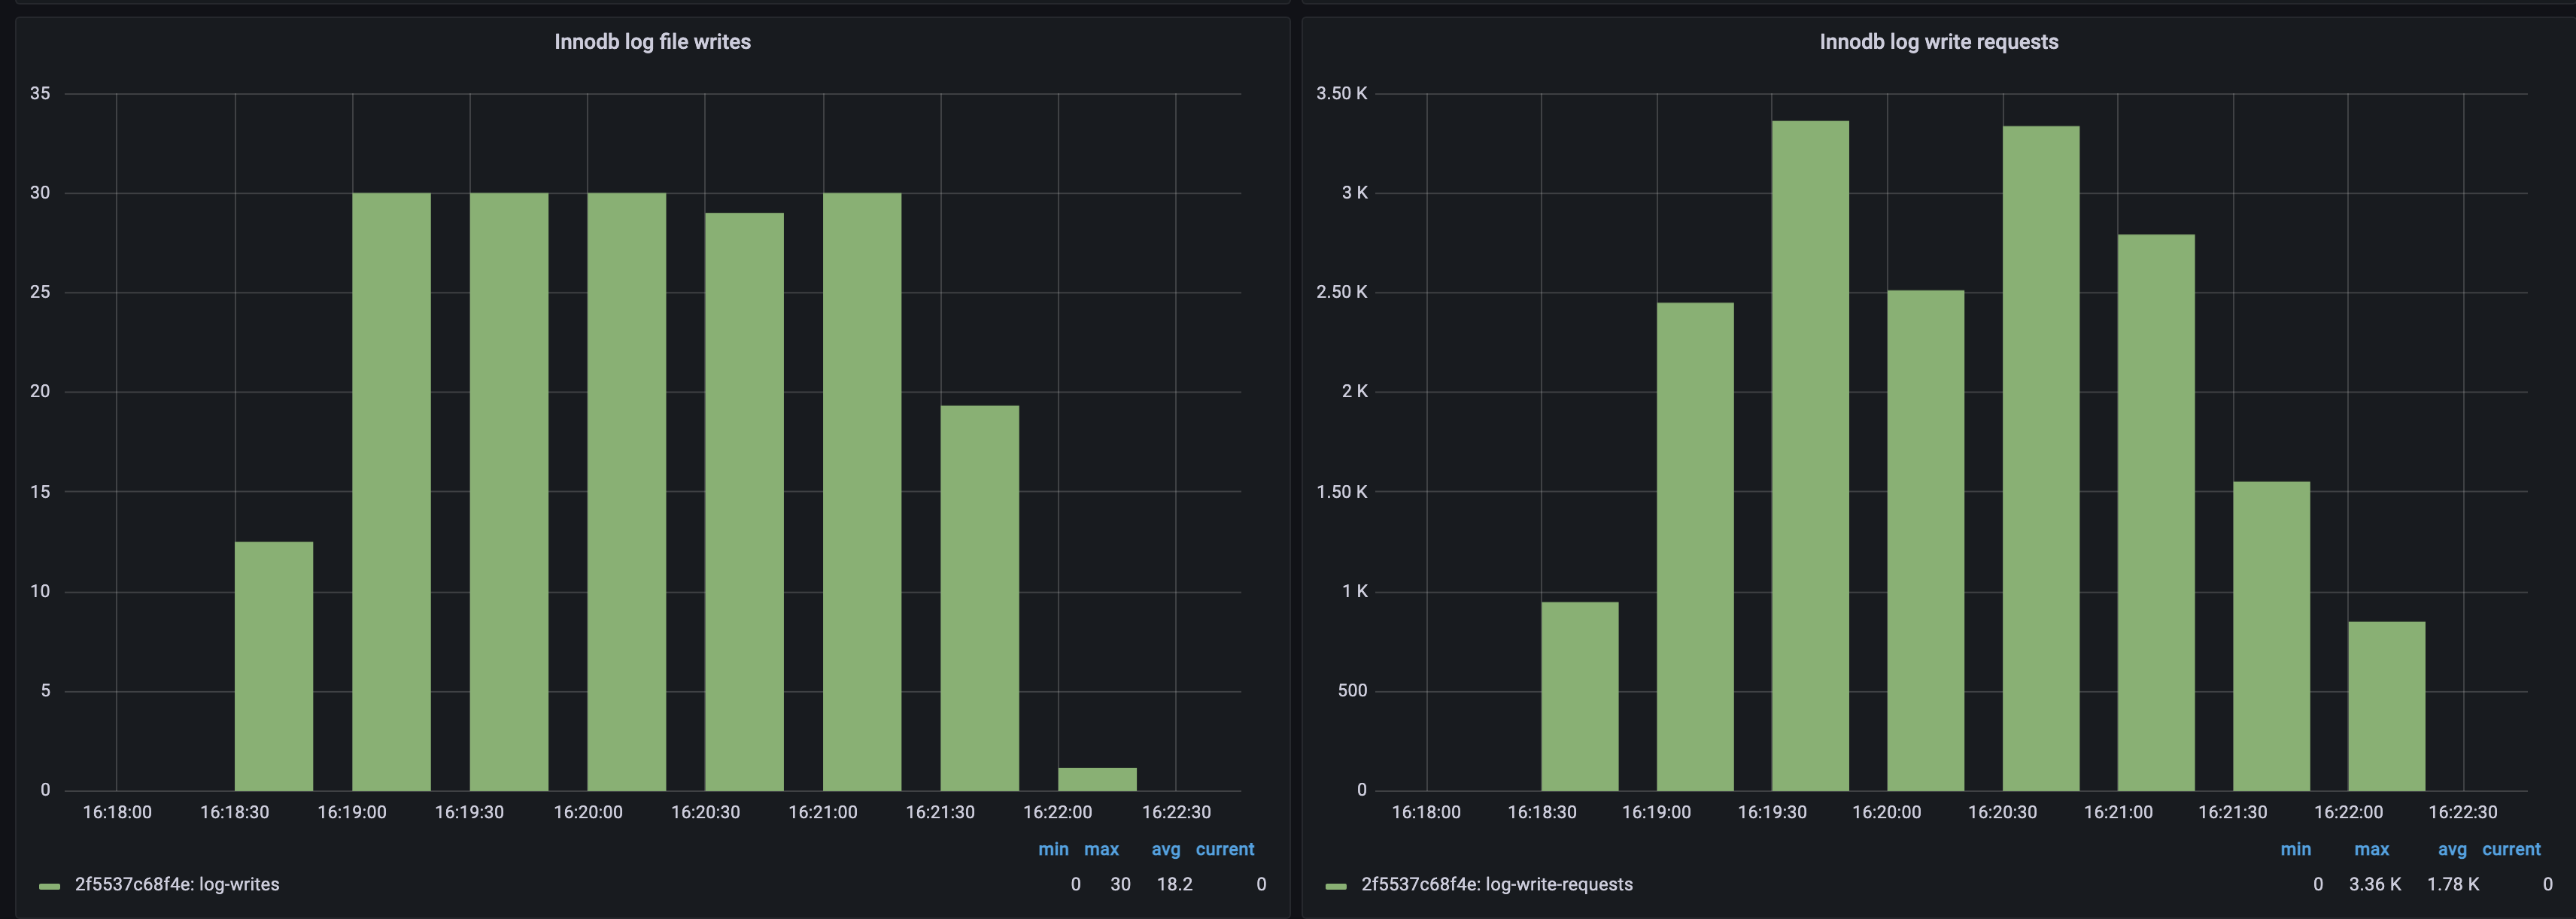 Innodb log file writes
35
30
25
20
15
10
5
0
16:18:00 16:18:30 16:19:00 16:19:30 16:20:00 16:20:30 16:21:00 16:21:30 16:22:00 16:22:30
min max avg current
2f5537c68f4e: log-writes 0 30 18.2 0
Innodb log write requests
3.50 K
3 K
2.50 K
2 K
1.50 K
1 K
500
0
16:18:00 16:18:30 16:19:00 16:19:30 16:20:00 16:20:30 16:21:00 16:21:30 16:22:00 16:22:30
min max avg current
2f5537c68f4e: log-write-requests 0 3.36 K 1.78 K 0